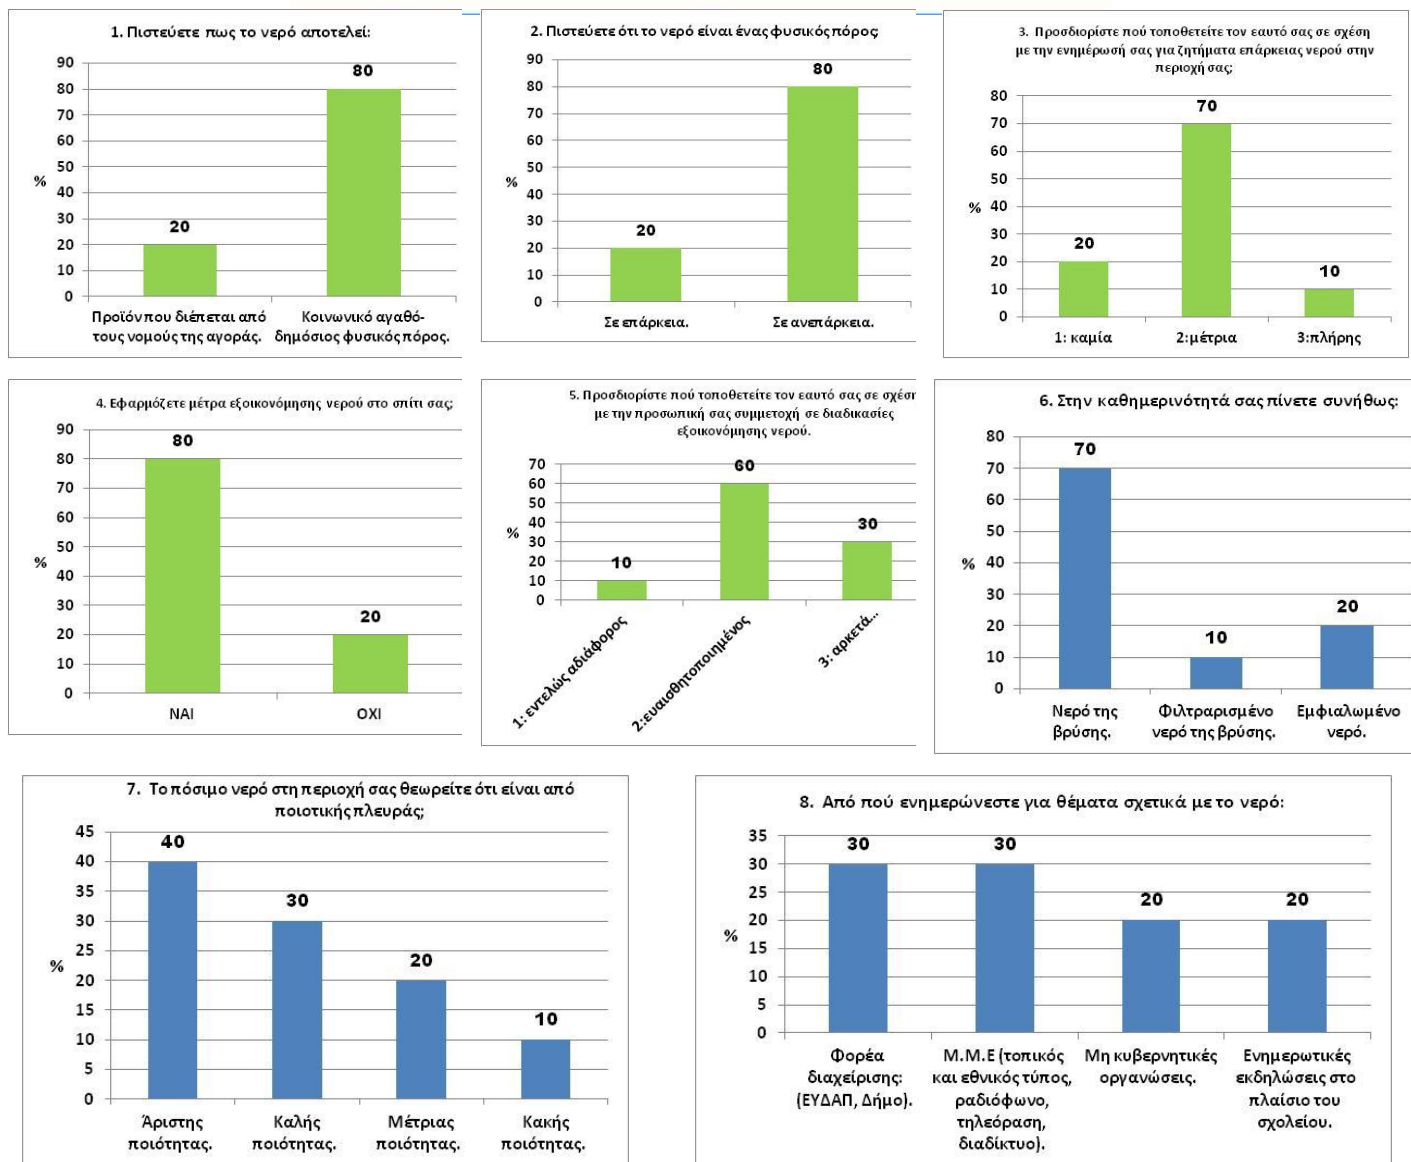 1. Πιστεύετε πως το νερό αποτελεί:
90
80
70
60
50
40
30
20
10
0
%
20
80
Προϊόν που διέπεται από
τους νομούς της αγοράς.
Κοινωνικό αγαθό-
δημόσιος φυσικός πόρος.
2. Πιστεύετε ότι το νερό είναι ένας φυσικός πόρος;
90
80
70
60
50
40
30
20
10
0
%
20
80
Σε επάρκεια.
Σε ανεπάρκεια.
3. Προσδιορίστε πού τοποθετείτε τον εαυτό σας σε σχέση
με την ενημέρωσή σας για ζητήματα επάρκειας νερού στην
περιοχή σας;
80
70
60
50
40
30
20
10
0
%
20
70
10
1: καμία
2:μέτρια
3:πλήρης
4. Εφαρμόζετε μέτρα εξοικονόμησης νερού στο σπίτι σας;
90
80
70
60
50
40
30
20
10
0
%
80
20
ΝΑΙ
ΟΧΙ
5. Προσδιορίστε πού τοποθετείτε τον εαυτό σας σε σχέση
με την προσωπική σας συμμετοχή σε διαδικασίες
εξοικονόμησης νερού.
70
60
50
40
30
20
10
0
%
10
60
30
1: εντελώς αδιάφορος
2:ευαισθητοποιημένος
3: αρκετά...
6. Στην καθημερινότητά σας πίνετε συνήθως:
80
70
60
50
40
30
20
10
0
%
70
10
20
Νερό της
βρύσης.
Φιλτραρισμένο
νερό της βρύσης.
Εμφιαλωμένο
νερό.
7. Το πόσιμο νερό στη περιοχή σας θεωρείτε ότι είναι από
ποιοτικής πλευράς;
45
40
35
30
25
20
15
10
5
0
%
40
30
20
10
Άριστης
ποιότητας.
Καλής
ποιότητας.
Μέτριας
ποιότητας.
Κακής
ποιότητας.
8. Από πού ενημερώνεστε για θέματα σχετικά με το νερό:
35
30
25
20
15
10
5
0
%
30
30
20
20
Φορέα
διαχείρισης:
(ΕΥΔΑΠ, Δήμο).
Μ.Μ.Ε (τοπικός
και εθνικός τύπος,
ραδιόφωνο,
τηλεόραση,
διαδίκτυο).
Μη κυβερνητικές
οργανώσεις.
Ενημερωτικές
εκδηλώσεις στο
πλαίσιο του
σχολείου.